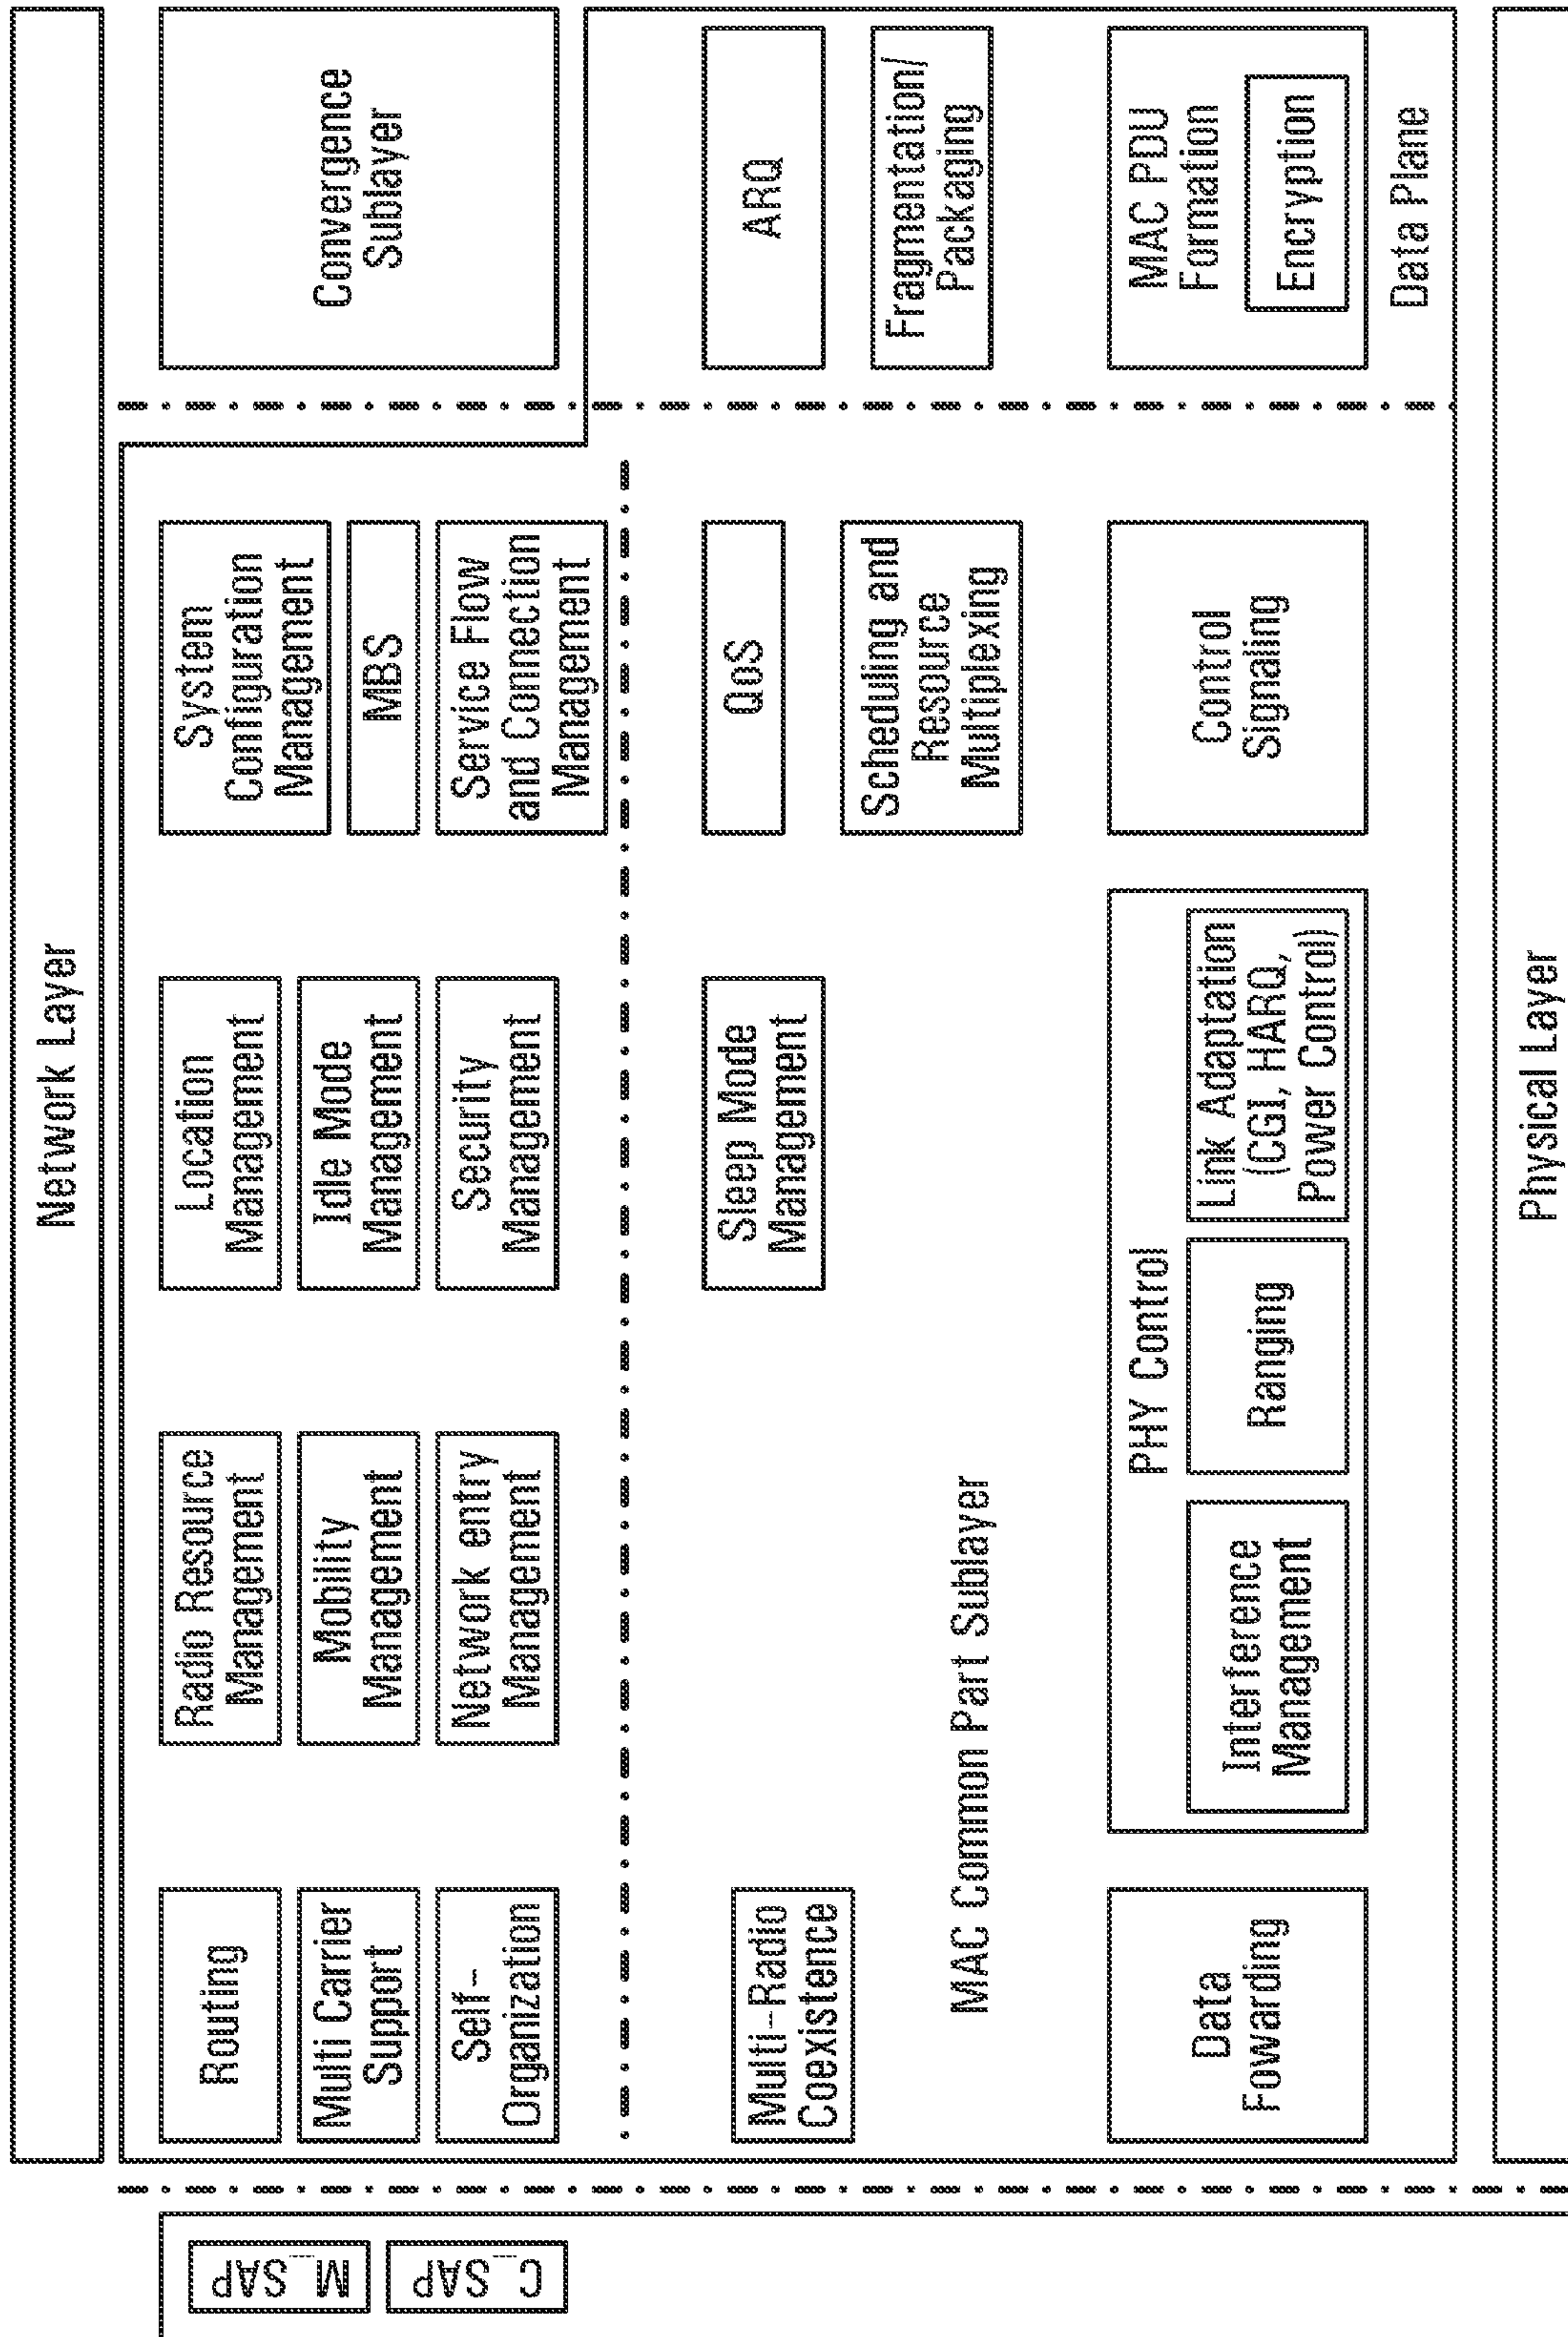 Network Layer
M_SAP
C_SAP
Routing
Multi Carrier
Support
Self-
Organization
Radio Resource
Management
Mobility
Management
Network entry
Management
Location
Management
Idle Mode
Management
Security
Management
System
Configuration
Management
MBS
Service Flow
and Connection
Management
Convergence
Sublayer
Multi-Radio
Coexistence
Sleep Mode
Management
QoS
Scheduling and
Resource
Multiplexing
ARQ
Fragmentation/
Packaging
MAC Common Part Sublayer
Data
Fowarding
PHY Control
Interference
Management
Ranging
Link Adaptation
(CGI, HARQ,
Power Control)
Control
Signaling
MAC PDU
Formation
Encryption
Data Plane
Physical Layer